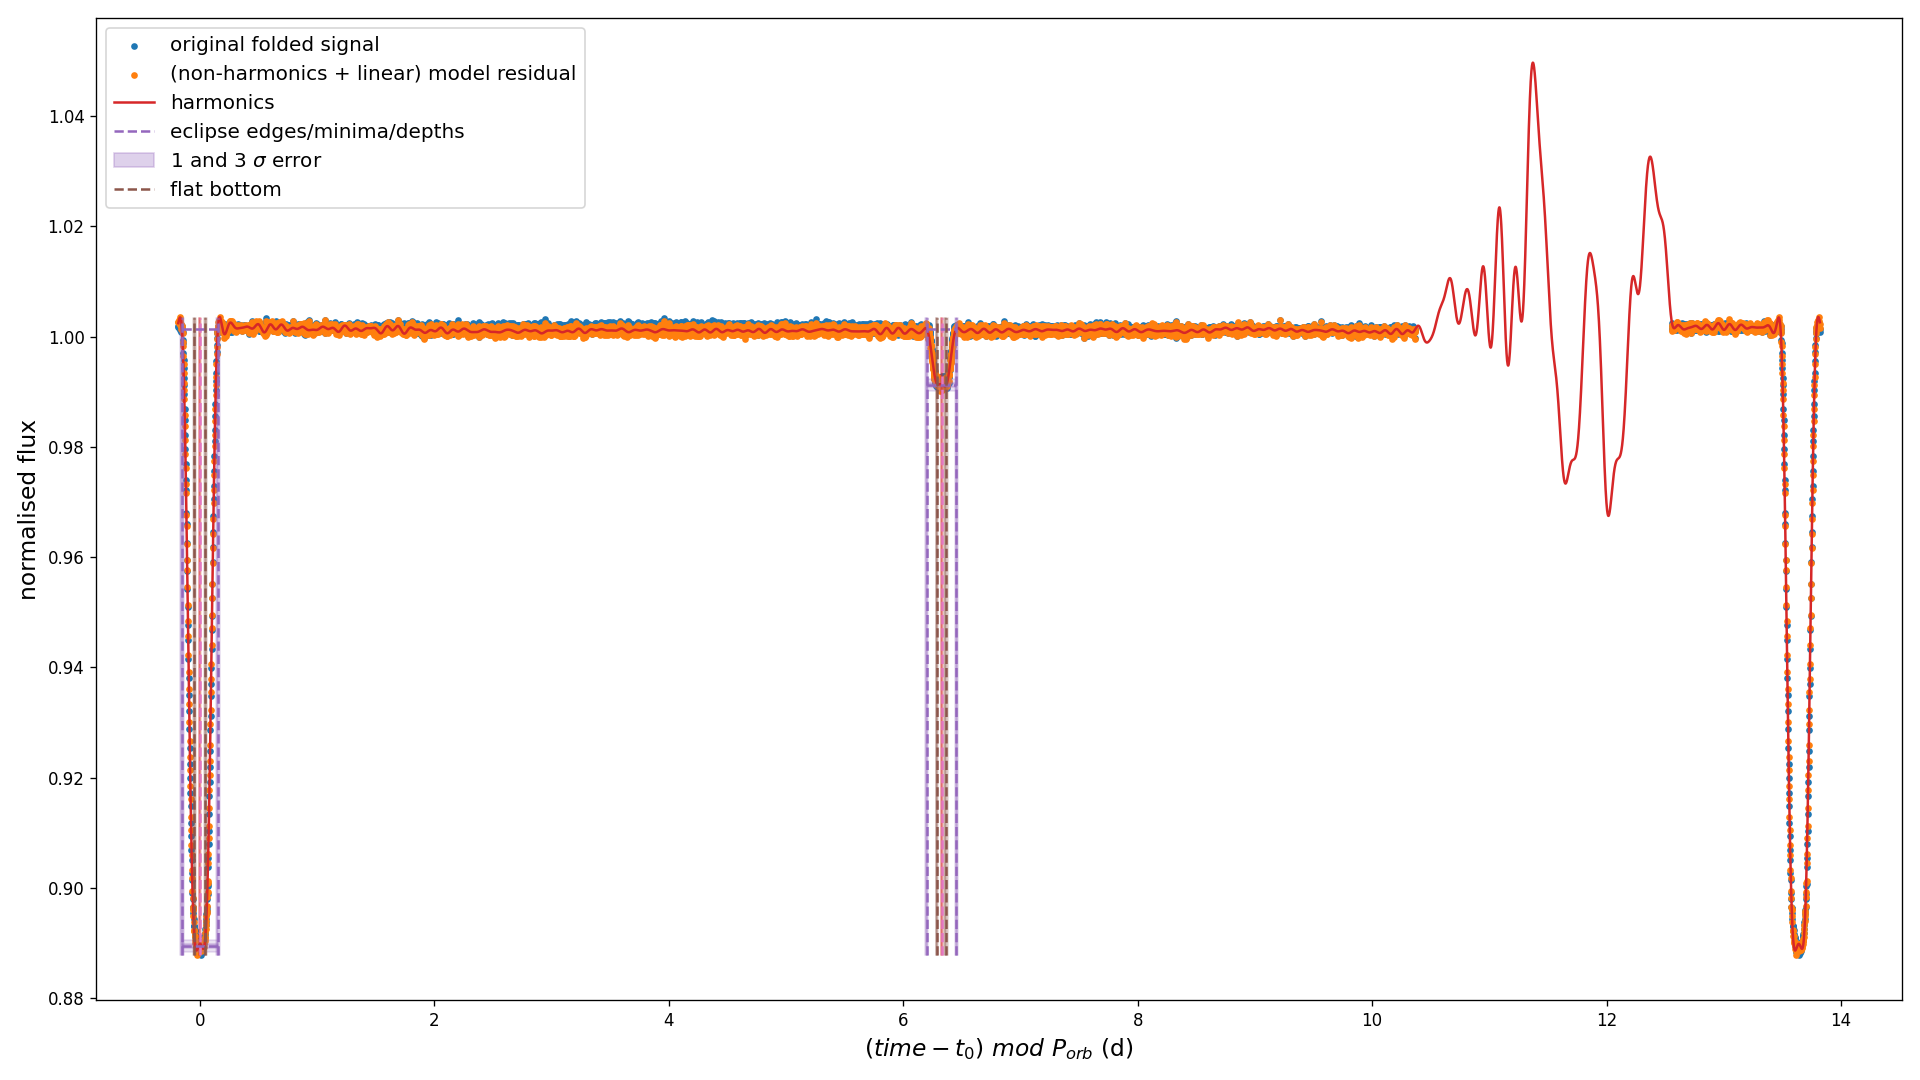 original folded signal
(non-harmonics + linear) model residual
harmonics
eclipse edges/minima/depths
1 and 3 σ error
flat bottom
normalised flux
1.04
1.02
1.00
0.98
0.96
0.94
0.92
0.90
0.88
0 2 4 6 8 10 12 14
(time − t₀) mod Pₒᵣb (d)